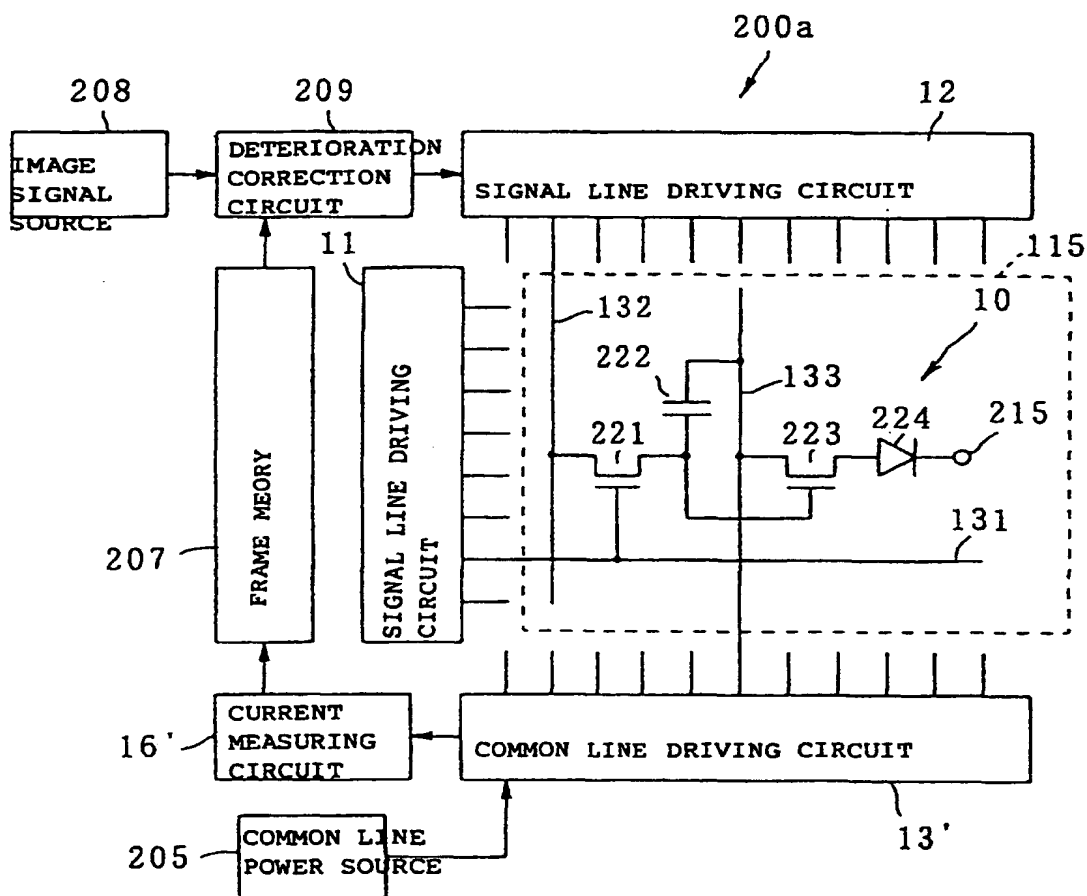 200a
208
209
12
IMAGE
SIGNAL
SOURCE
DETERIORATION
CORRECTION
CIRCUIT
SIGNAL LINE DRIVING CIRCUIT
11
115
132
10
222
133
224
215
221
223
131
FRAME MEORY
207
SIGNAL LINE DRIVING
CIRCUIT
16'
CURRENT
MEASURING
CIRCUIT
COMMON LINE DRIVING CIRCUIT
13'
205
COMMON LINE
POWER SOURCE